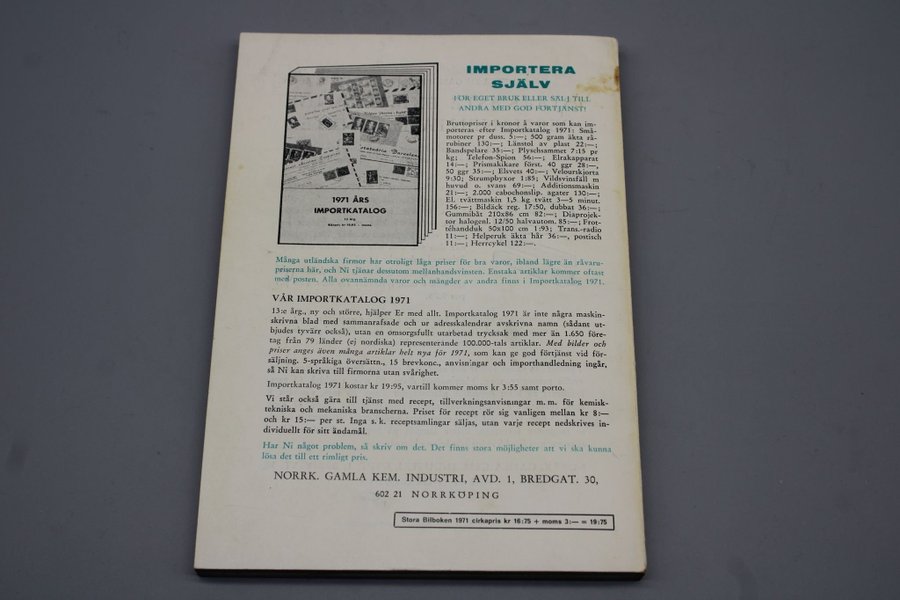 IMPORTERA
SJÄLV
FÖR EGET BRUK ELLER SÄLJ TILL
ANDRA MED GOD FÖRTJÄNST!
Bruttopriser i kronor å varor som kan im-
porteras efter Importkatalog 1971: Små-
motorer pr duss. 5:—; 500 gram äkta rå-
rubiner 130:—; Länstol av plast 22:—;
Bandspelare 35:—; Plyschsammet 7:15 pr
kg; Telefon-Spion 56:—; Elrakapparat
14:—; Prismakikare först. 40 ggr 28:—,
50 ggr 35:—; Elsvets 40:—; Velourskjorta
9:30; Strumpbyxor 1:85; Vildsvinsfäll m
huvud o. svans 69:—; Additionsmaskin
21:—; 2.000 cabochonslip. agater 130:—;
El. tvättmaskin 1,5 kg tvätt 3—5 minut.
156:—; Bildäck reg. 17:50, dubbat 36:—;
Gummibåt 210x86 cm 82:—; Diaprojek-
tor halogenl. 12/50 halvautom. 85:—; Frot-
téhandduk 50x100 cm 1:93; Trans.-radio
11:—; Helperuk äkta hår 36:—, postisch
11:—; Herrcykel 122:—.
1971 ÅRS
IMPORTKATALOG
13 årg.
Många utländska firmor har otroligt låga priser för bra varor, ibland lägre än råvaru-
priserna här, och Ni tjänar dessutom mellanhandsvinsten. Enstaka artiklar kommer oftast
med posten. Alla ovannämnda varor och mängder av andra finns i Importkatalog 1971.
VÅR IMPORTKATALOG 1971
13:e årg., ny och större, hjälper Er med allt. Importkatalog 1971 är inte några maskin-
skrivna blad med sammanrafsade och ur adresskalendrar avskrivna namn (sådant ut-
bjudes tyvärr också), utan en omsorgsfullt utarbetad trycksak med mer än 1.650 före-
tag från 79 länder (ej nordiska) representerande 100.000-tals artiklar. Med bilder och
priser anges även många artiklar helt nya för 1971, som kan ge god förtjänst vid för-
säljning. 5-språkiga översättn., 15 brevkonc., anvisningar och importhandledning ingår,
så Ni kan skriva till firmorna utan svårighet.
Importkatalog 1971 kostar kr 19:95, vartill kommer moms kr 3:55 samt porto.
Vi står också gärna till tjänst med recept, tillverkningsanvisningar m. m. för kemisk-
tekniska och mekaniska branscherna. Priset för recept rör sig vanligen mellan kr 8:—
och kr 15:— per st. Inga s. k. receptsamlingar säljas, utan varje recept nedskrives in-
dividuellt för sitt ändamål.
Har Ni något problem, så skriv om det. Det finns stora möjligheter att vi ska kunna
lösa det till ett rimligt pris.
NORRK. GAMLA KEM. INDUSTRI, AVD. 1, BREDGAT. 30,
602 21 NORRKÖPING
Stora Bilboken 1971 cirkapris kr 16:75 + moms 3:— = 19:75